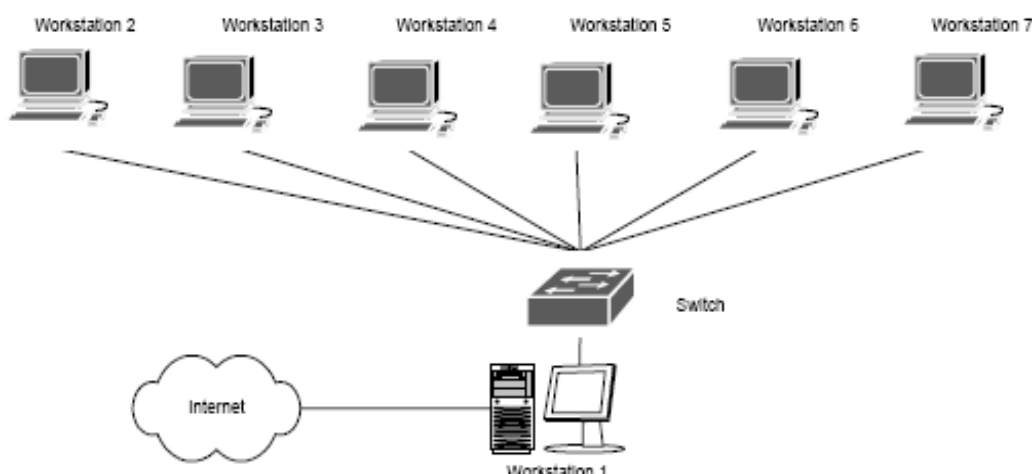 Workstation 2
Workstation 3
Workstation 4
Workstation 5
Workstation 6
Workstation 7
Switch
Internet
Workstation 1